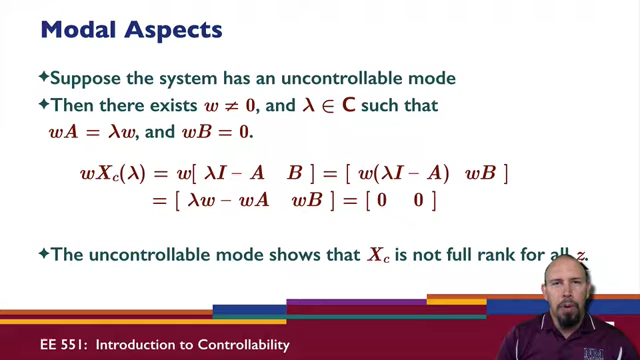 Modal Aspects
✦Suppose the system has an uncontrollable mode
✦Then there exists w ≠ 0, and λ ∈ C such that
wA = λw, and wB = 0.
wX_c(λ) = w[ λI − A B ] = [ w(λI − A) wB ]
= [ λw − wA wB ] = [ 0 0 ]
✦The uncontrollable mode shows that X_c is not full rank for all z.
EE 551: Introduction to Controllability